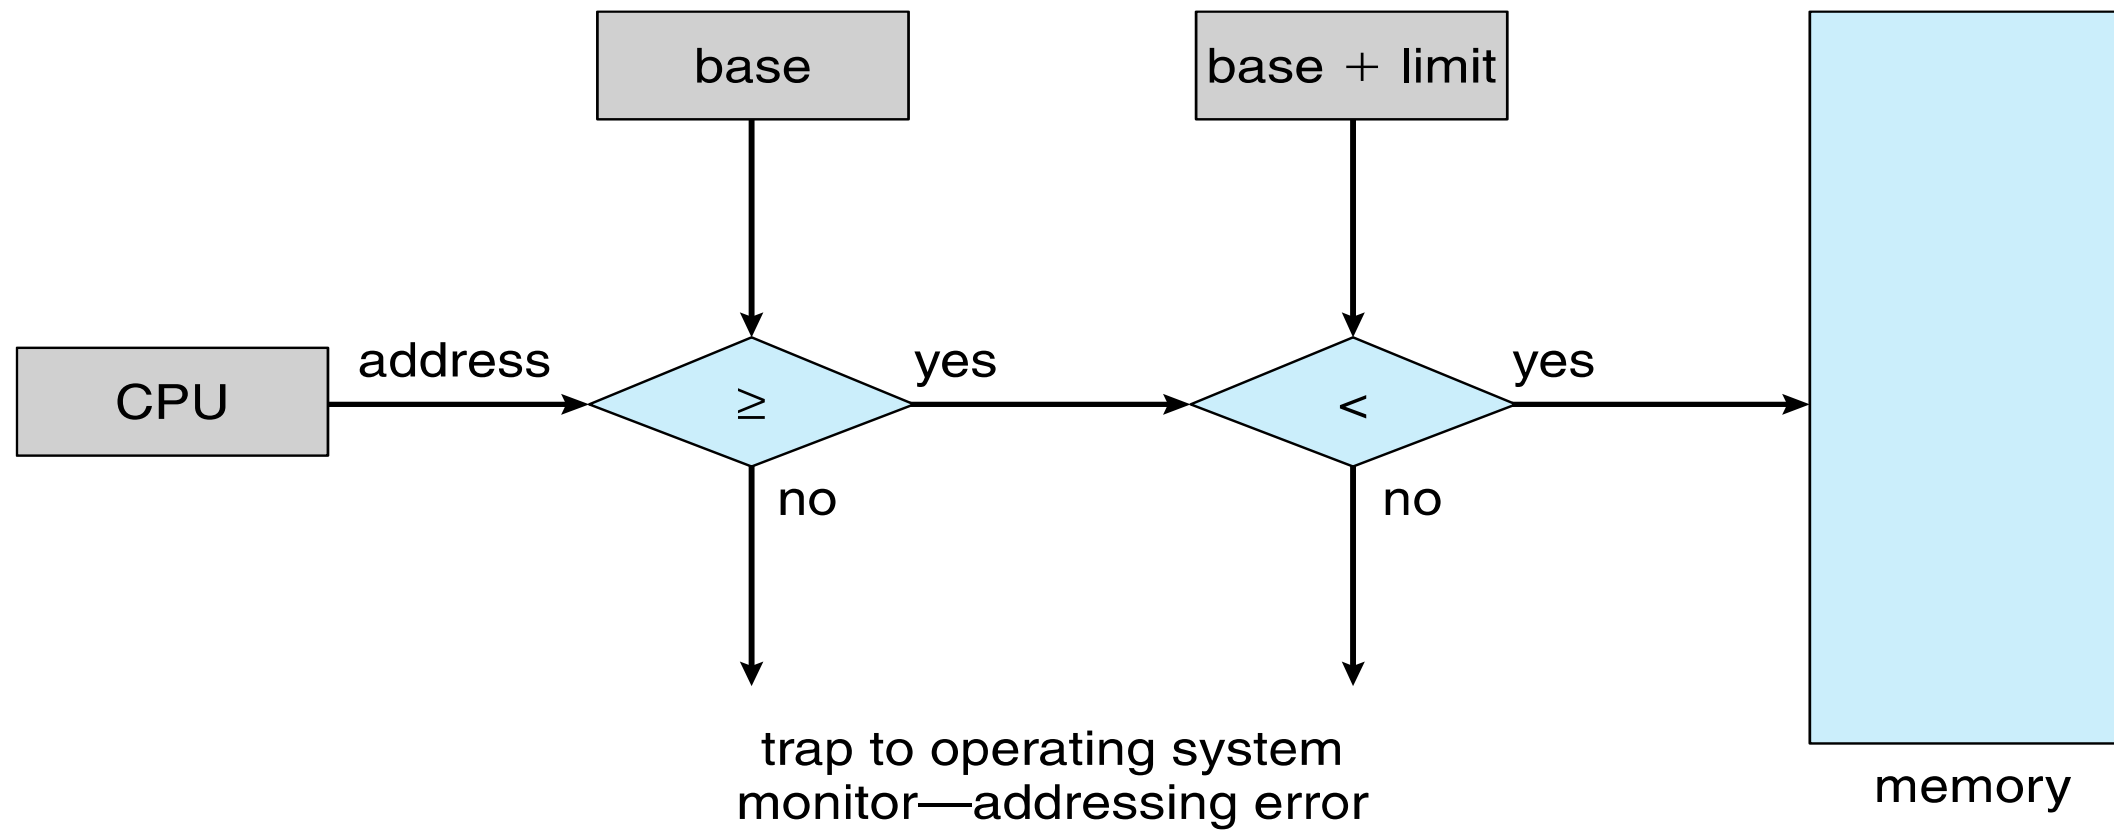 base
base + limit
CPU
address
≥
yes
<
yes
no
no
trap to operating system
monitor—addressing error
memory